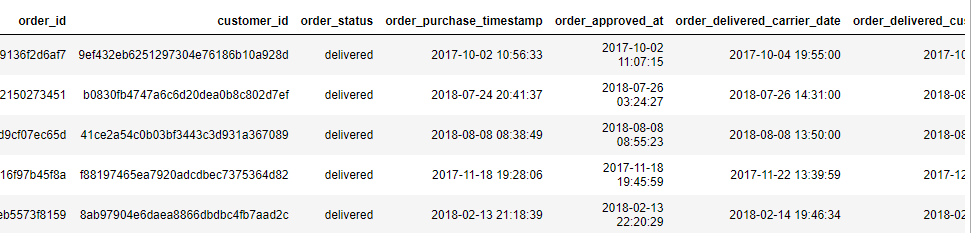 order_id customer_id order_status order_purchase_timestamp order_approved_at order_delivered_carrier_date order_delivered_cus
9136f2d6af7 9ef432eb6251297304e76186b10a928d delivered 2017-10-02 10:56:33 2017-10-02 11:07:15 2017-10-04 19:55:00 2017-10
2150273451 b0830fb4747a6c6d20dea0b8c802d7ef delivered 2018-07-24 20:41:37 2018-07-26 03:24:27 2018-07-26 14:31:00 2018-08
d9cf07ec65d 41ce2a54c0b03bf3443c3d931a367089 delivered 2018-08-08 08:38:49 2018-08-08 08:55:23 2018-08-08 13:50:00 2018-08
16f97b45f8a f88197465ea7920adcdbec7375364d82 delivered 2017-11-18 19:28:06 2017-11-18 19:45:59 2017-11-22 13:39:59 2017-12
eb5573f8159 8ab97904e6daea8866dbdbc4fb7aad2c delivered 2018-02-13 21:18:39 2018-02-13 22:20:29 2018-02-14 19:46:34 2018-02